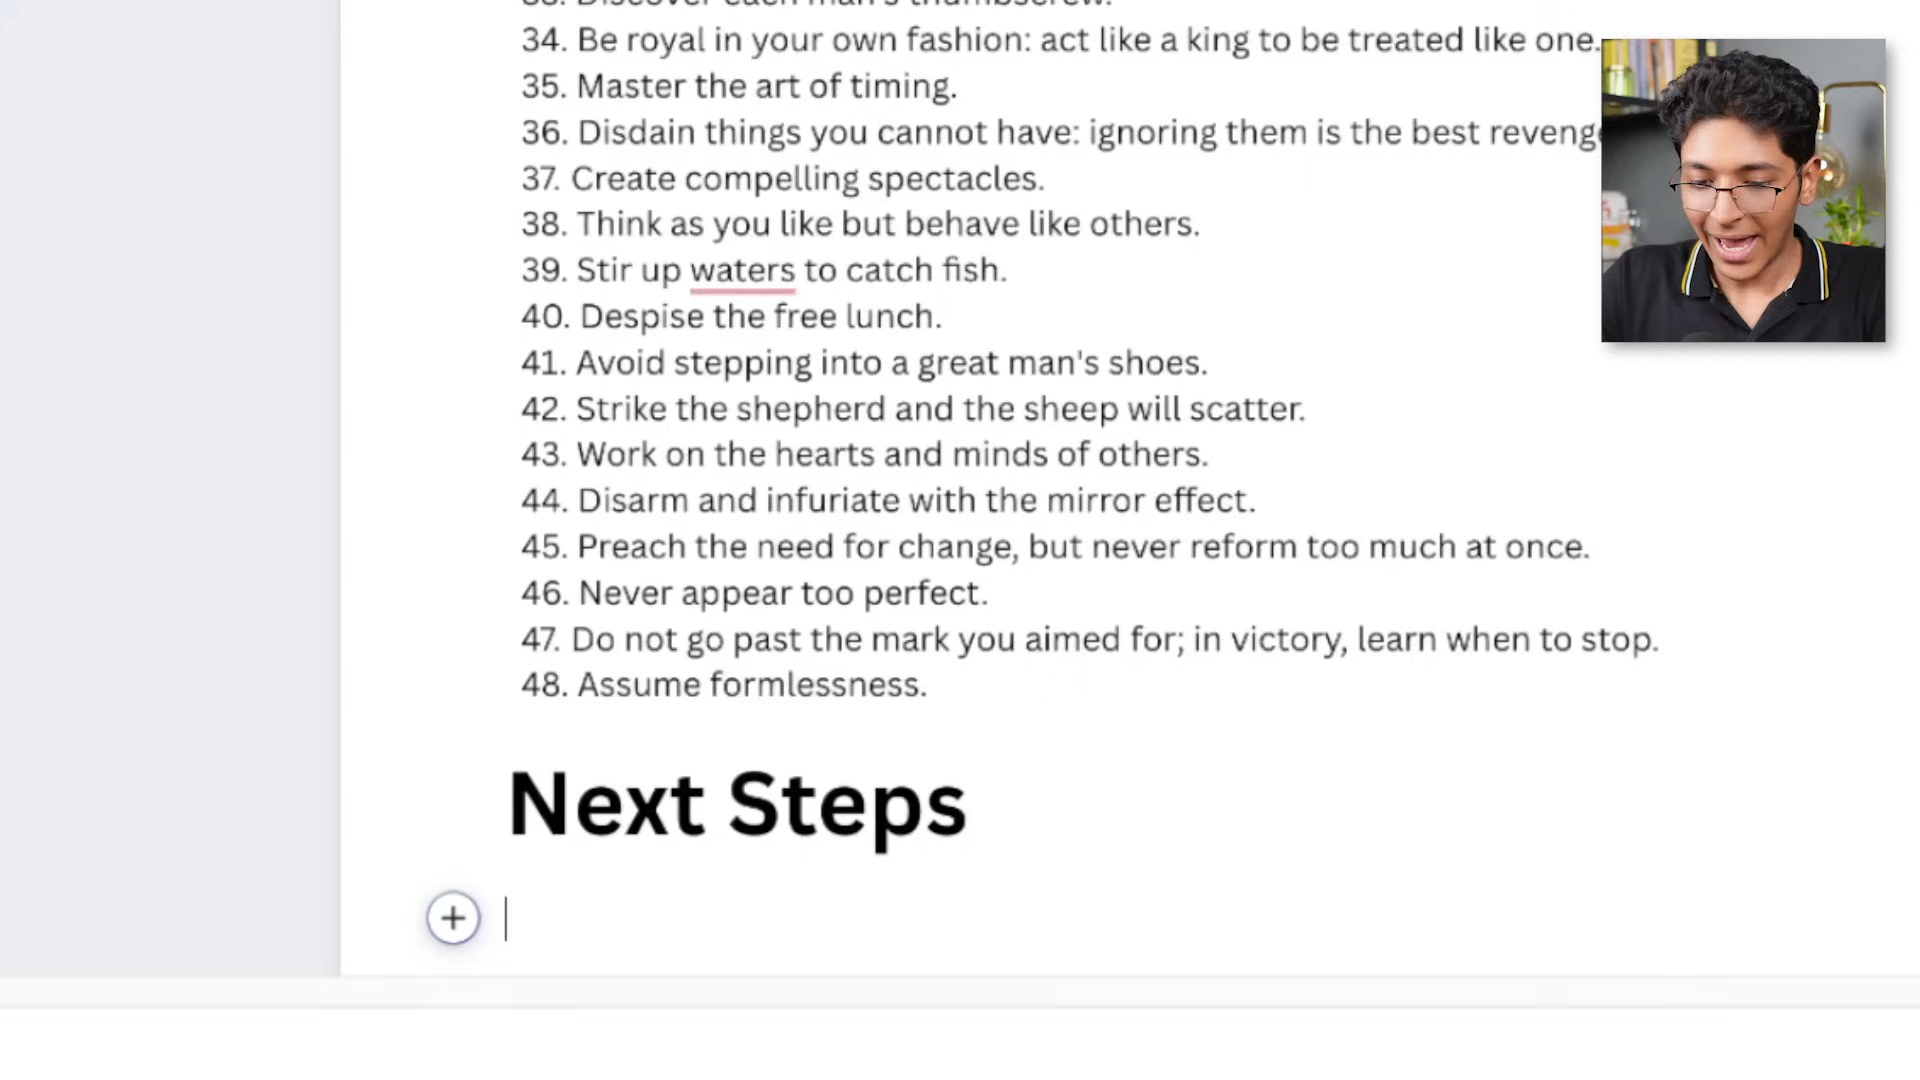 33. Discover each man's thumbscrew.
34. Be royal in your own fashion: act like a king to be treated like one.
35. Master the art of timing.
36. Disdain things you cannot have: ignoring them is the best reveng
37. Create compelling spectacles.
38. Think as you like but behave like others.
39. Stir up waters to catch fish.
40. Despise the free lunch.
41. Avoid stepping into a great man's shoes.
42. Strike the shepherd and the sheep will scatter.
43. Work on the hearts and minds of others.
44. Disarm and infuriate with the mirror effect.
45. Preach the need for change, but never reform too much at once.
46. Never appear too perfect.
47. Do not go past the mark you aimed for; in victory, learn when to stop.
48. Assume formlessness.
Next Steps